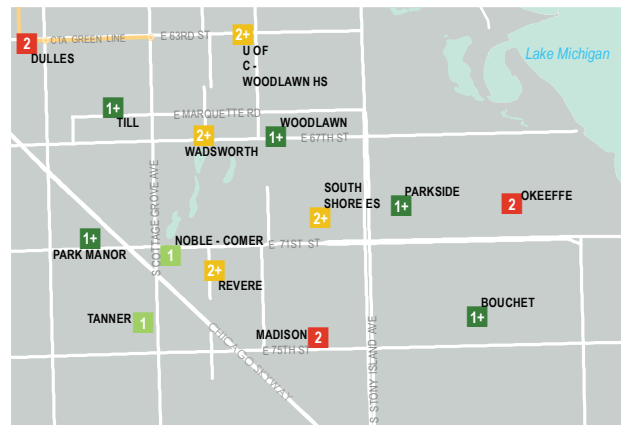 CTA GREEN LINE
E 63RD ST
2+
2
DULLES
U OF
C -
WOODLAWN HS
Lake Michigan
1+
TILL
E MARQUETTE RD
WOODLAWN
2+
1+
E 67TH ST
WADSWORTH
S COTTAGE GROVE AVE
SOUTH
SHORE ES
2+
PARKSIDE
1+
OKEEFFE
2
1+
PARK MANOR
NOBLE - COMER
1
E 71ST ST
2+
REVERE
TANNER
1
BOUCHET
1+
CHICAGO SKYWAY
MADISON
2
E 75TH ST
S STONY ISLAND AVE